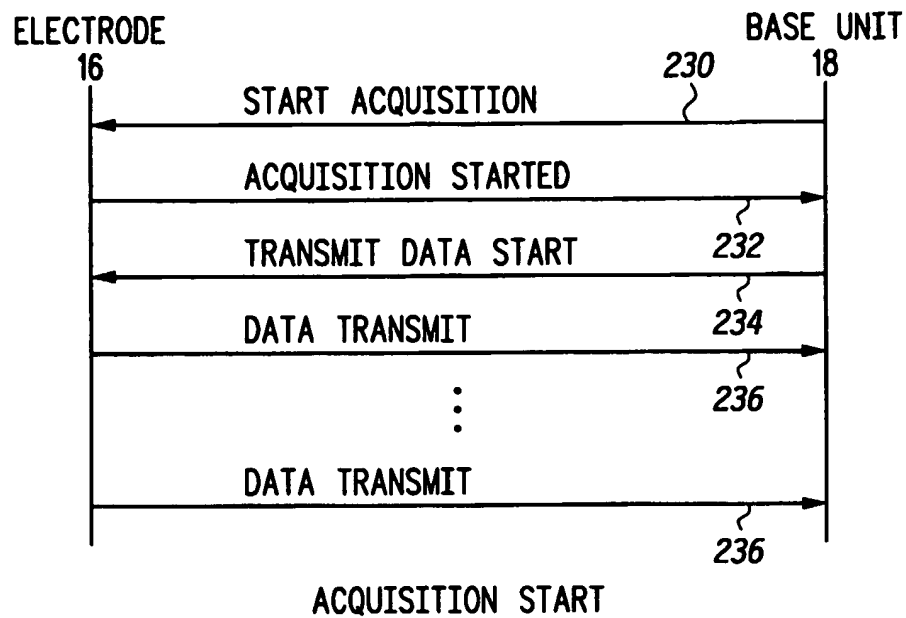 ELECTRODE
16
BASE UNIT
18
230
START ACQUISITION
ACQUISITION STARTED
232
TRANSMIT DATA START
234
DATA TRANSMIT
236
DATA TRANSMIT
236
ACQUISITION START